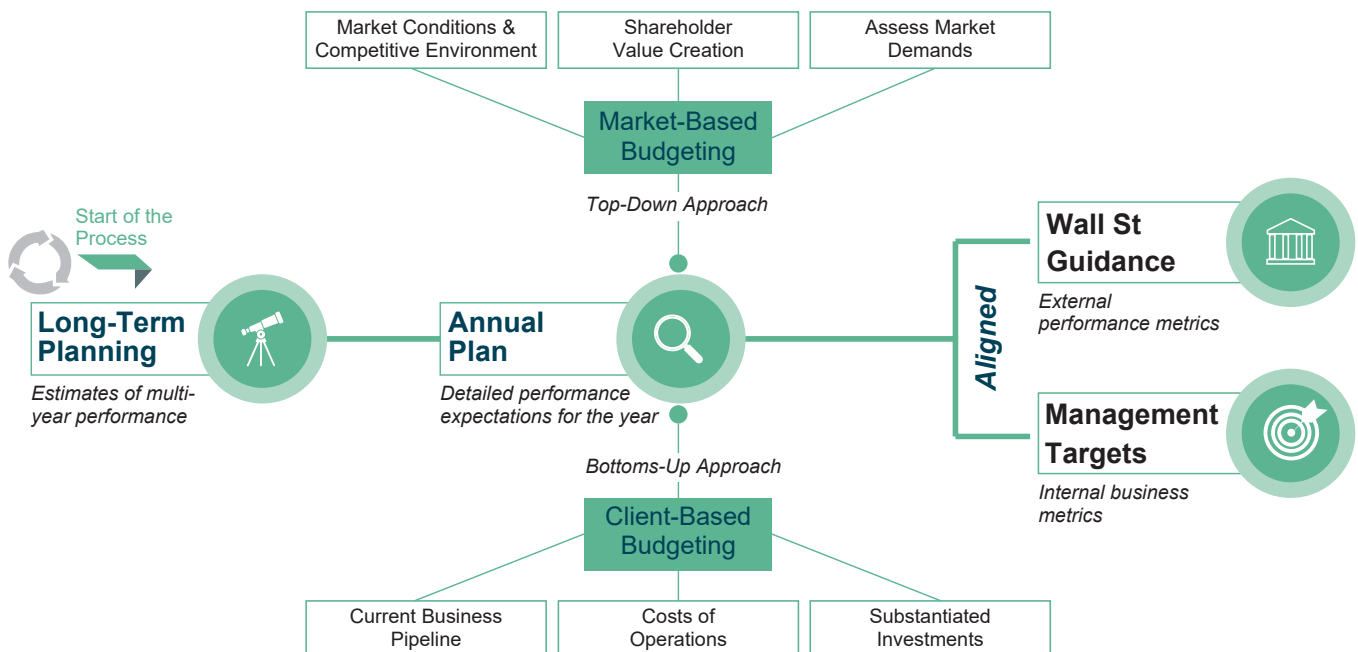 Market Conditions &
Competitive Environment
Shareholder
Value Creation
Assess Market
Demands
Market-Based
Budgeting
Top-Down Approach
Start of the
Process
Long-Term
Planning
Estimates of multi-
year performance
Annual
Plan
Detailed performance
expectations for the year
Aligned
Wall St
Guidance
External
performance metrics
Management
Targets
Internal business
metrics
Bottoms-Up Approach
Client-Based
Budgeting
Current Business
Pipeline
Costs of
Operations
Substantiated
Investments